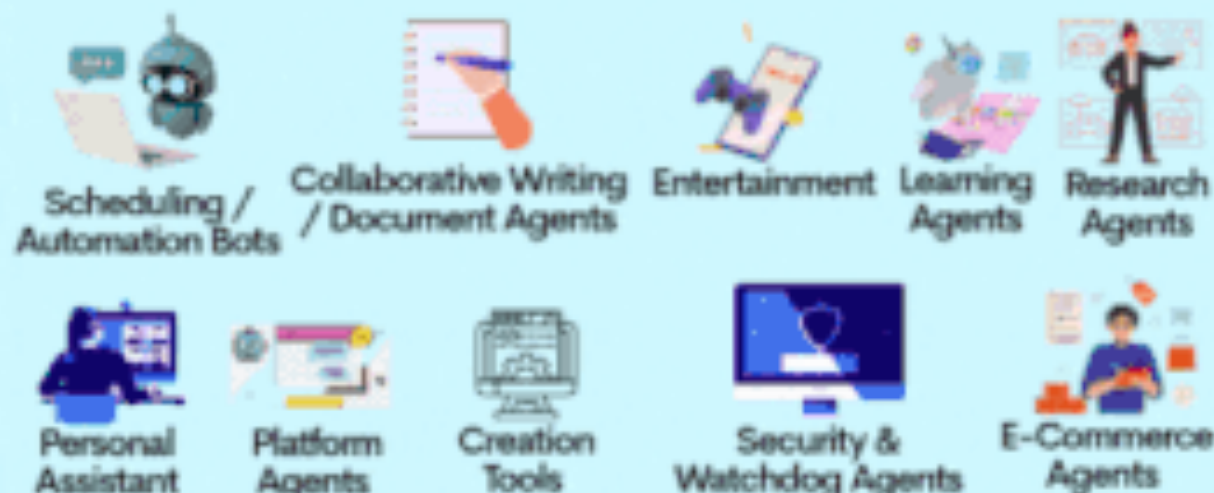 Scheduling /
Automation Bots
Collaborative Writing
/ Document Agents
Entertainment
Learning
Agents
Research
Agents
Personal
Assistant
Platform
Agents
Creation
Tools
Security &
Watchdog Agents
E-Commerce
Agents